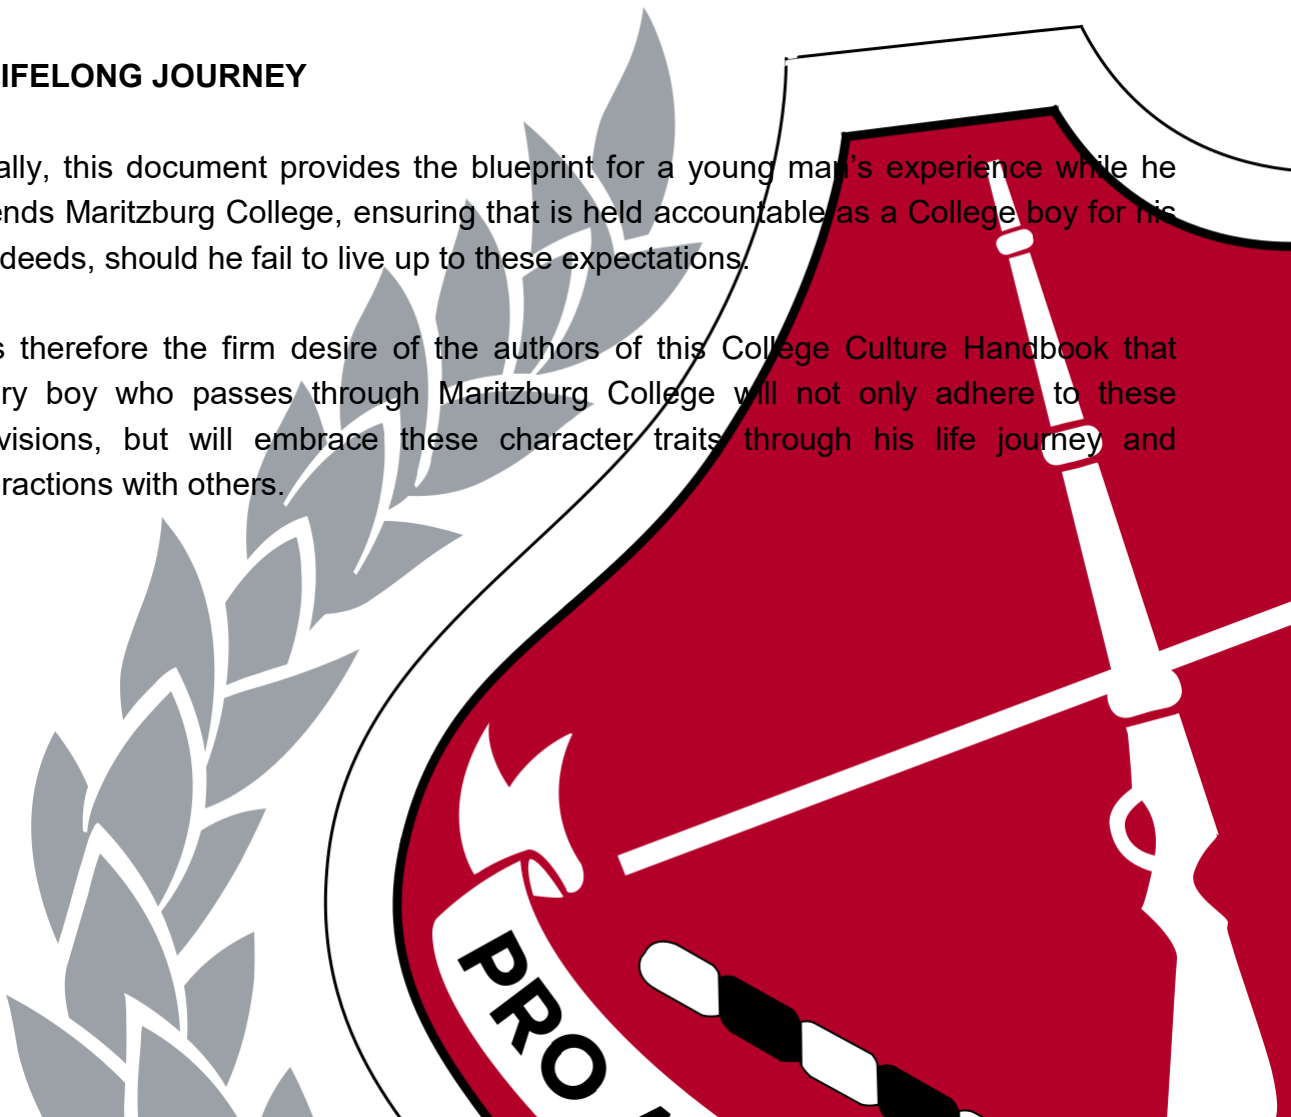 IFELONG JOURNEY
ally, this document provides the blueprint for a young man's experience while he
ends Maritzburg College, ensuring that is held accountable as a College boy for his
deeds, should he fail to live up to these expectations.
s therefore the firm desire of the authors of this College Culture Handbook that
ry boy who passes through Maritzburg College will not only adhere to these
visions, but will embrace these character traits through his life journey and
ractions with others.
PRO